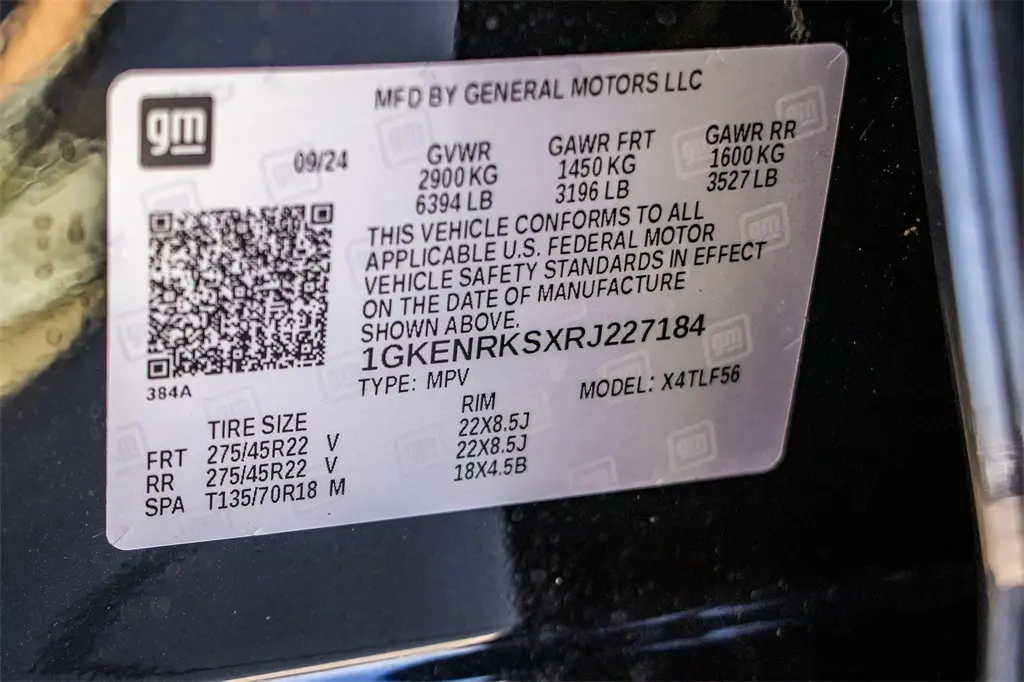 MFD BY GENERAL MOTORS LLC
gm
09/24
GVWR
2900 KG
6394 LB
GAWR FRT
1450 KG
3196 LB
GAWR RR
1600 KG
3527 LB
THIS VEHICLE CONFORMS TO ALL
APPLICABLE U.S. FEDERAL MOTOR
VEHICLE SAFETY STANDARDS IN EFFECT
ON THE DATE OF MANUFACTURE
SHOWN ABOVE.
1GKENRKSXRJ227184
384A
TYPE: MPV
MODEL: X4TLF56
TIRE SIZE RIM
FRT 275/45R22 V 22X8.5J
RR 275/45R22 V 22X8.5J
SPA T135/70R18 M 18X4.5B